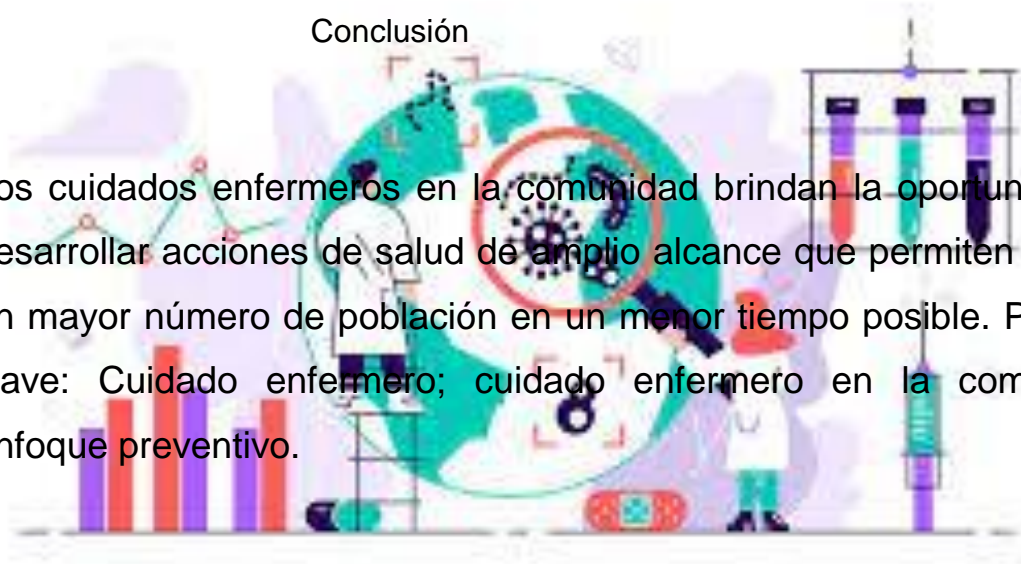 Conclusión
os cuidados enfermeros en la comunidad brindan la oportun
esarrollar acciones de salud de amplio alcance que permiten
n mayor número de población en un menor tiempo posible. P
ave: Cuidado enfermero; cuidado enfermero en la com
nfoque preventivo.